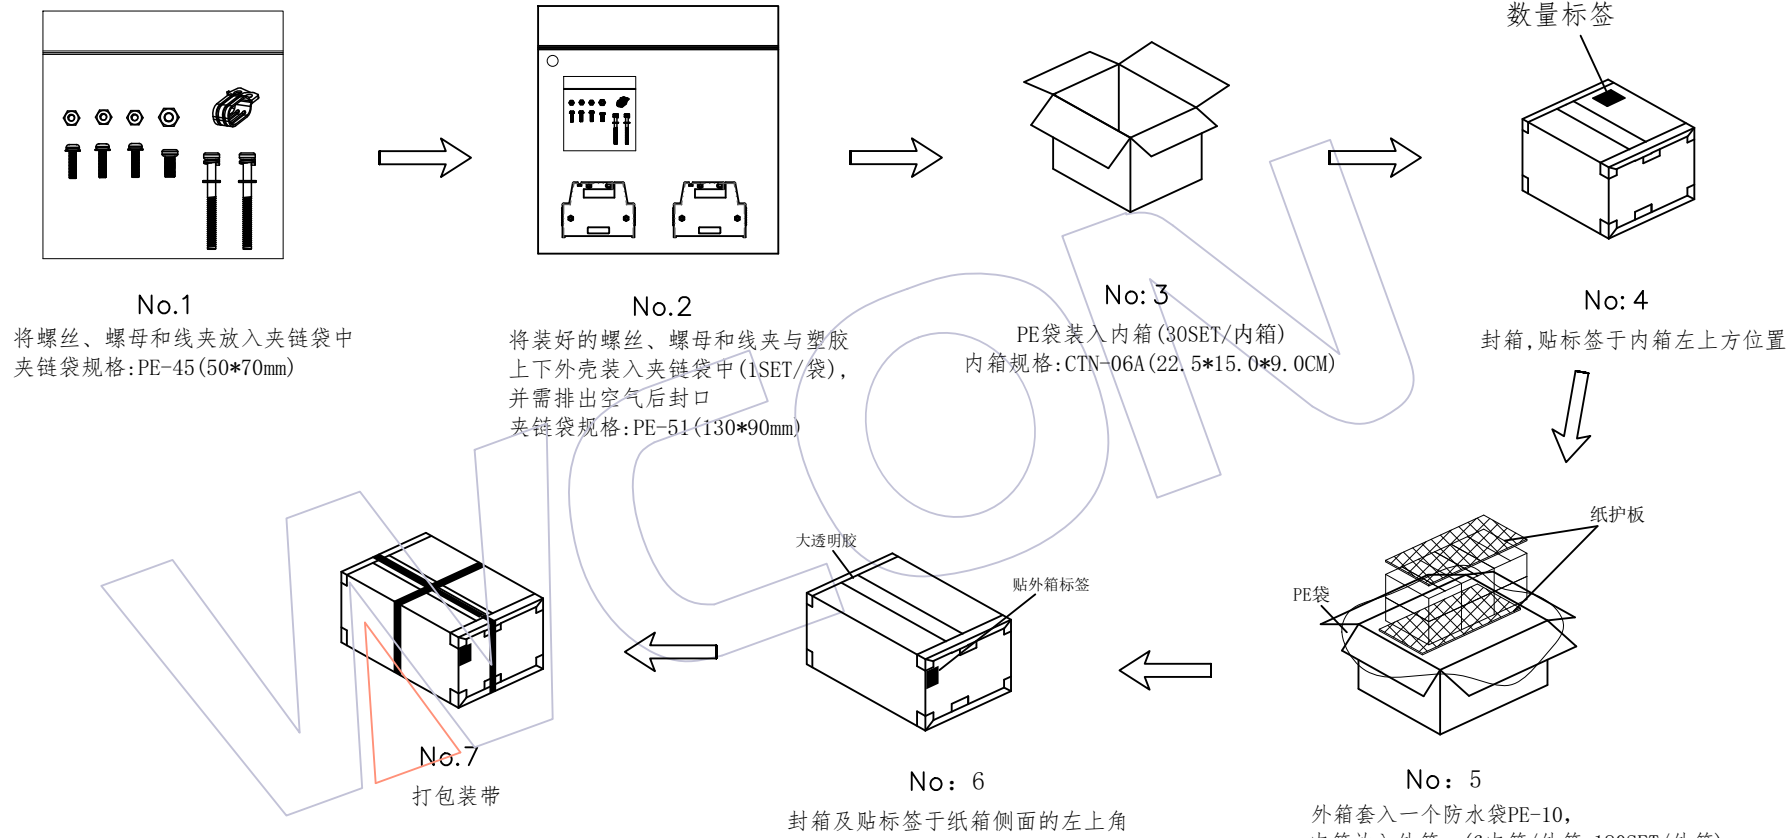 No.1
将螺丝、螺母和线夹放入夹链袋中
夹链袋规格:PE-45(50*70mm)
No.2
将装好的螺丝、螺母和线夹与塑胶
上下外壳装入夹链袋中(1SET/袋),
并需排出空气后封口
夹链袋规格:PE-51(130*90mm)
No:3
PE袋装入内箱(30SET/内箱)
内箱规格:CTN-06A(22.5*15.0*9.0CM)
数量标签
No:4
封箱,贴标签于内箱左上方位置
纸护板
PE袋
No: 5
外箱套入一个防水袋PE-10,
大透明胶
贴外箱标签
No: 6
封箱及贴标签于纸箱侧面的左上角
No.7
打包装带
WCON